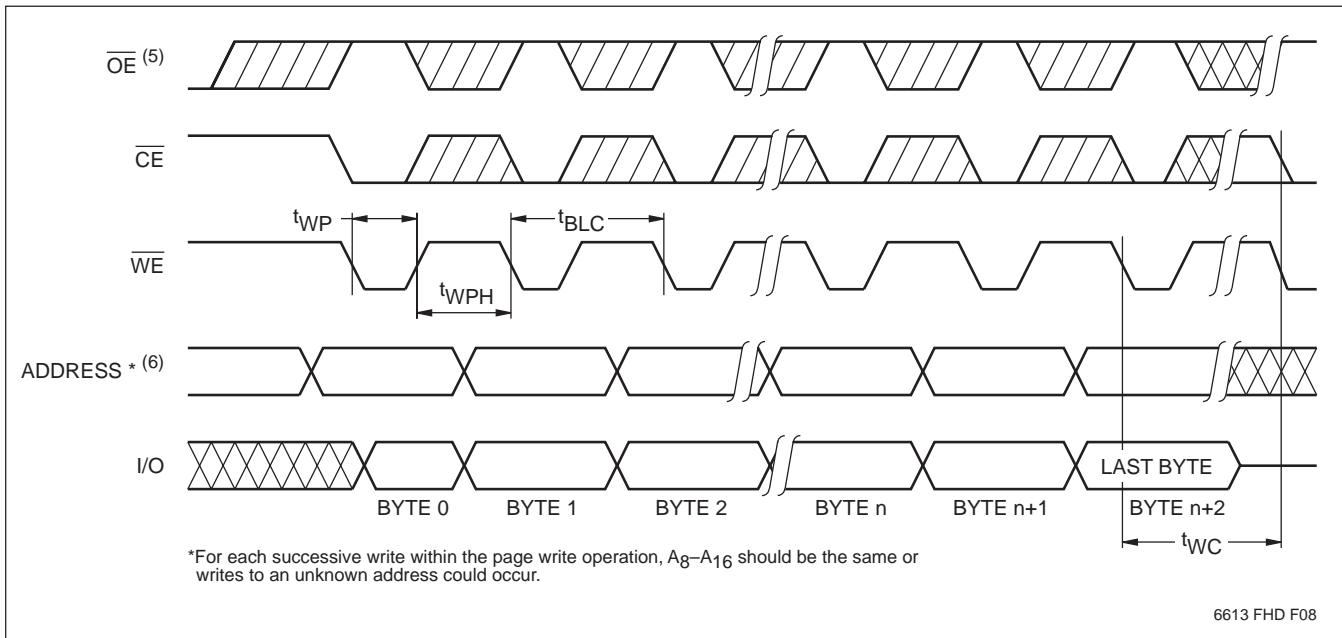 OE (5)
CE
tWP
tBLC
WE
tWPH
ADDRESS * (6)
I/O
LAST BYTE
BYTE 0 BYTE 1 BYTE 2 BYTE n BYTE n+1 BYTE n+2
tWC
*For each successive write within the page write operation, A8–A16 should be the same or
writes to an unknown address could occur.
6613 FHD F08